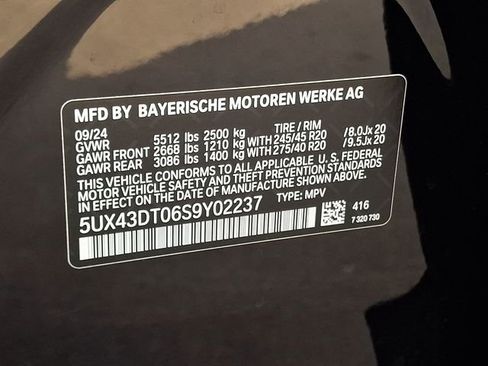 MFD BY BAYERISCHE MOTOREN WERKE AG
09/24
GVWR 5512 lbs 2500 kg TIRE / RIM
GAWR FRONT 2668 lbs 1210 kg 245/45 R20 /8.0Jx20
GAWR REAR 3086 lbs 1400 kg 275/40 R20 /9.5Jx20
THIS VEHICLE CONFORMS TO ALL APPLICABLE FEDERAL
MOTOR VEHICLE SAFETY AND THEFT PREVENTION STANDARDS
IN EFFECT ON THE DATE OF MANUFACTURE SHOWN ABOVE.
5UX43DT06S9Y02237 TYPE: MPV
416
7 320 730